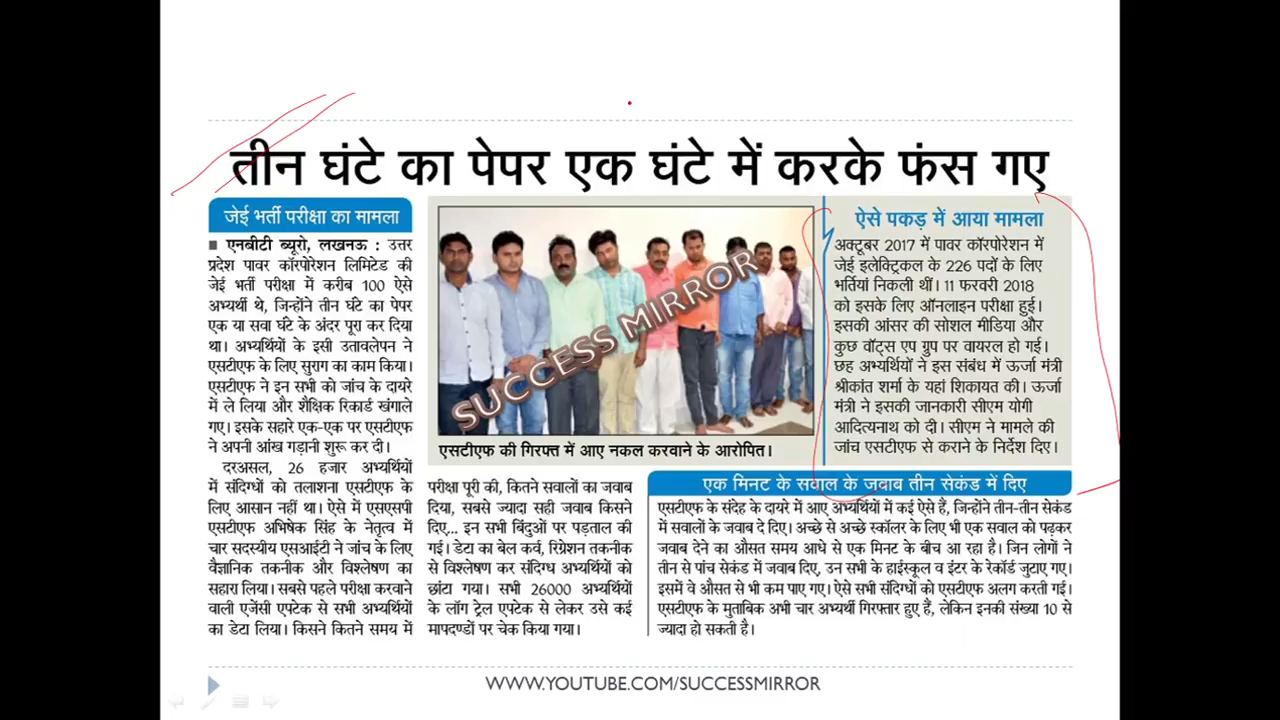 तीन घंटे का पेपर एक घंटे में करके फंस गए
जेई भर्ती परीक्षा का मामला
■ एनबीटी ब्यूरो, लखनऊ : उत्तर
प्रदेश पावर कॉरपोरेशन लिमिटेड की
जेई भर्ती परीक्षा में करीब 100 ऐसे
अभ्यर्थी थे, जिन्होंने तीन घंटे का पेपर
एक या सवा घंटे के अंदर पूरा कर दिया
था। अभ्यर्थियों के इसी उतावलेपन ने
एसटीएफ के लिए सुराग का काम किया।
एसटीएफ ने इन सभी को जांच के दायरे
में ले लिया और शैक्षिक रिकार्ड खंगाले
गए। इसके सहारे एक-एक पर एसटीएफ
ने अपनी आंख गड़ानी शुरू कर दी।
दरअसल, 26 हजार अभ्यर्थियों
में संदिग्धों को तलाशना एसटीएफ के
लिए आसान नहीं था। ऐसे में एसएसपी
एसटीएफ अभिषेक सिंह के नेतृत्व में
चार सदस्यीय एसआईटी ने जांच के लिए
वैज्ञानिक तकनीक और विश्लेषण का
सहारा लिया। सबसे पहले परीक्षा करवाने
वाली एजेंसी एपटेक से सभी अभ्यर्थियों
का डेटा लिया। किसने कितने समय में
SUCCESS MIRROR
एसटीएफ की गिरफ्त में आए नकल करवाने के आरोपित।
परीक्षा पूरी की, कितने सवालों का जवाब
दिया, सबसे ज्यादा सही जवाब किसने
दिए... इन सभी बिंदुओं पर पड़ताल की
गई। डेटा का बेल कर्व, रिग्रेशन तकनीक
से विश्लेषण कर संदिग्ध अभ्यर्थियों को
छांटा गया। सभी 26000 अभ्यर्थियों
के लॉग ट्रेल एपटेक से लेकर उसे कई
मापदण्डों पर चेक किया गया।
ऐसे पकड़ में आया मामला
अक्टूबर 2017 में पावर कॉरपोरेशन में
जेई इलेक्ट्रिकल के 226 पदों के लिए
भर्तियां निकली थीं। 11 फरवरी 2018
को इसके लिए ऑनलाइन परीक्षा हुई।
इसकी आंसर की सोशल मीडिया और
कुछ वॉट्स एप ग्रुप पर वायरल हो गई।
छह अभ्यर्थियों ने इस संबंध में ऊर्जा मंत्री
श्रीकांत शर्मा के यहां शिकायत की। ऊर्जा
मंत्री ने इसकी जानकारी सीएम योगी
आदित्यनाथ को दी। सीएम ने मामले की
जांच एसटीएफ से कराने के निर्देश दिए।
एक मिनट के सवाल के जवाब तीन सेकंड में दिए
एसटीएफ के संदेह के दायरे में आए अभ्यर्थियों में कई ऐसे हैं, जिन्होंने तीन-तीन सेकंड
में सवालों के जवाब दे दिए। अच्छे से अच्छे स्कॉलर के लिए भी एक सवाल को पढ़कर
जवाब देने का औसत समय आधे से एक मिनट के बीच आ रहा है। जिन लोगों ने
तीन से पांच सेकंड में जवाब दिए, उन सभी के हाईस्कूल व इंटर के रेकॉर्ड जुटाए गए।
इसमें वे औसत से भी कम पाए गए। ऐसे सभी संदिग्धों को एसटीएफ अलग करती गई।
एसटीएफ के मुताबिक अभी चार अभ्यर्थी गिरफ्तार हुए हैं, लेकिन इनकी संख्या 10 से
ज्यादा हो सकती है।
WWW.YOUTUBE.COM/SUCCESSMIRROR